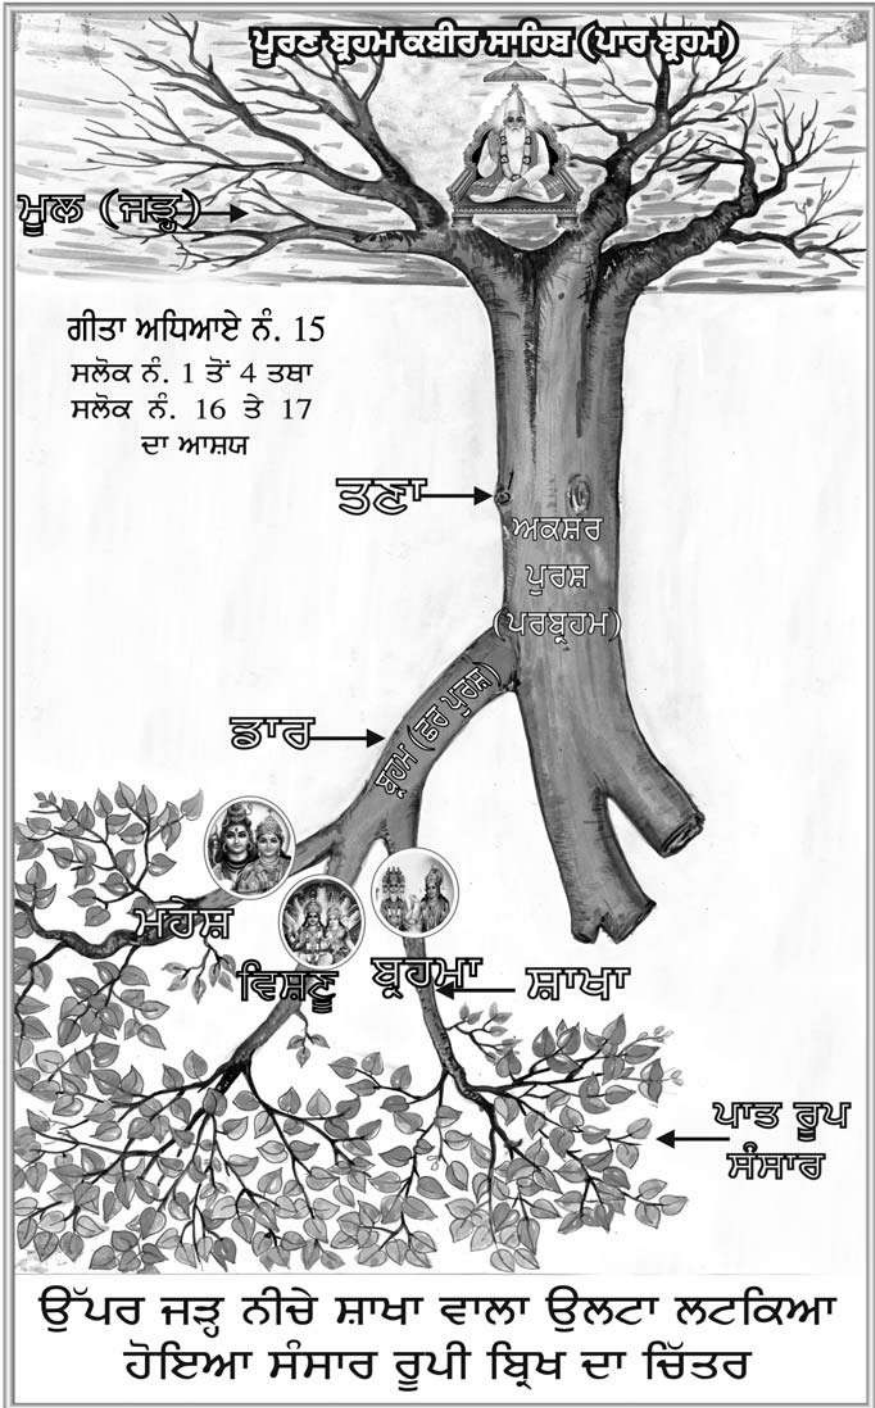 ਪੂਰਣ ਬ੍ਰਹਮ ਕਬੀਰ ਸਾਹਿਬ (ਪਾਰ ਬ੍ਰਹਮ)
ਮੂਲ (ਜੜ੍ਹ)
ਗੀਤਾ ਅਧਿਆਏ ਨੰ. 15
ਸਲੋਕ ਨੰ. 1 ਤੋਂ 4 ਤਥਾ
ਸਲੋਕ ਨੰ. 16 ਤੇ 17
ਦਾ ਆਸ਼ਯ
ਤਣਾ
ਅਕਸ਼ਰ
ਪੁਰਸ਼
(ਪਰਬ੍ਰਹਮ)
ਬ੍ਰਹਮ (ਛਰ ਪੁਰਸ਼)
ਡਾਰ
ਮਹੇਸ਼
ਵਿਸ਼ਣੂ
ਬ੍ਰਹਮਾ
ਸ਼ਾਖਾ
ਪਾਤ ਰੂਪ
ਸੰਸਾਰ
ਉੱਪਰ ਜੜ੍ਹ ਨੀਚੇ ਸ਼ਾਖਾ ਵਾਲਾ ਉਲਟਾ ਲਟਕਿਆ
ਹੋਇਆ ਸੰਸਾਰ ਰੂਪੀ ਬ੍ਰਿਖ ਦਾ ਚਿੱਤਰ